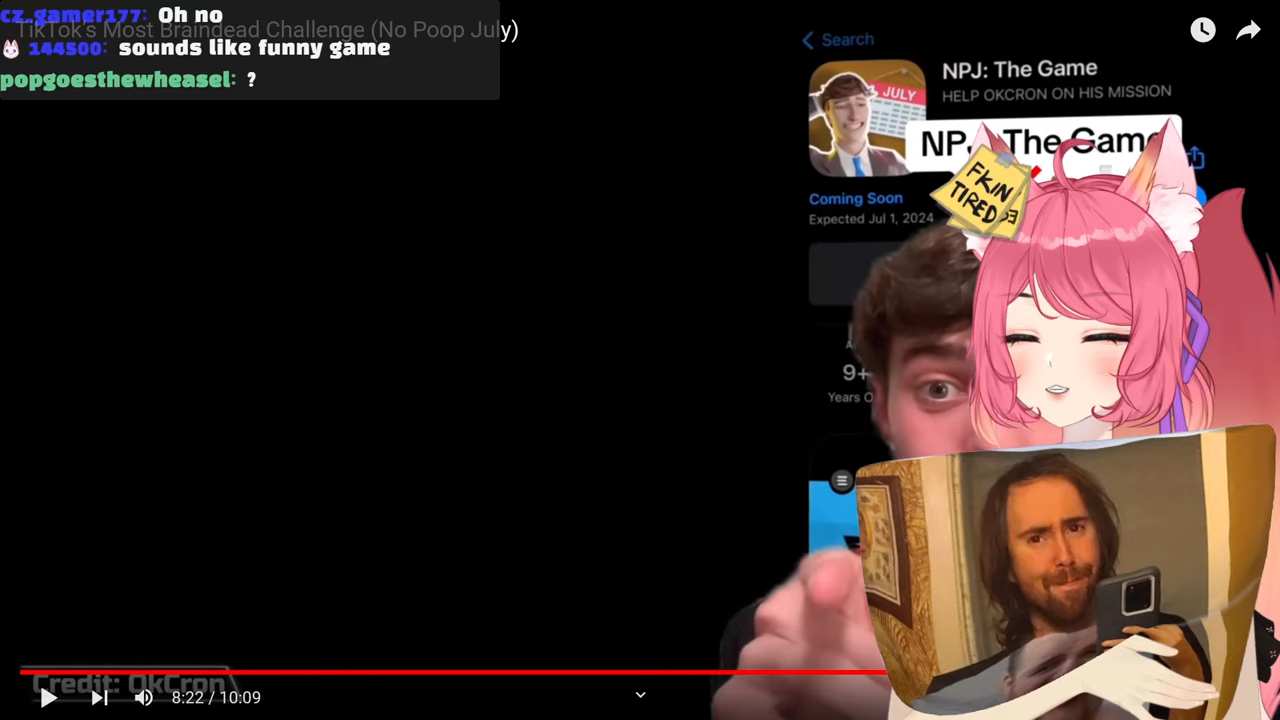 cz_gamer177: Oh no
TikTok's Most Braindead Challenge (No Poop July)
144500: sounds like funny game
popgoesthewheasel: ?
Search
NPJ: The Game
HELP OKCRON ON HIS MISSION
JULY
NPJ: The Game
FKIN
TIRED
Coming Soon
Expected Jul 1, 2024
9+
Years O
Credit: OkCron
8:22 / 10:09